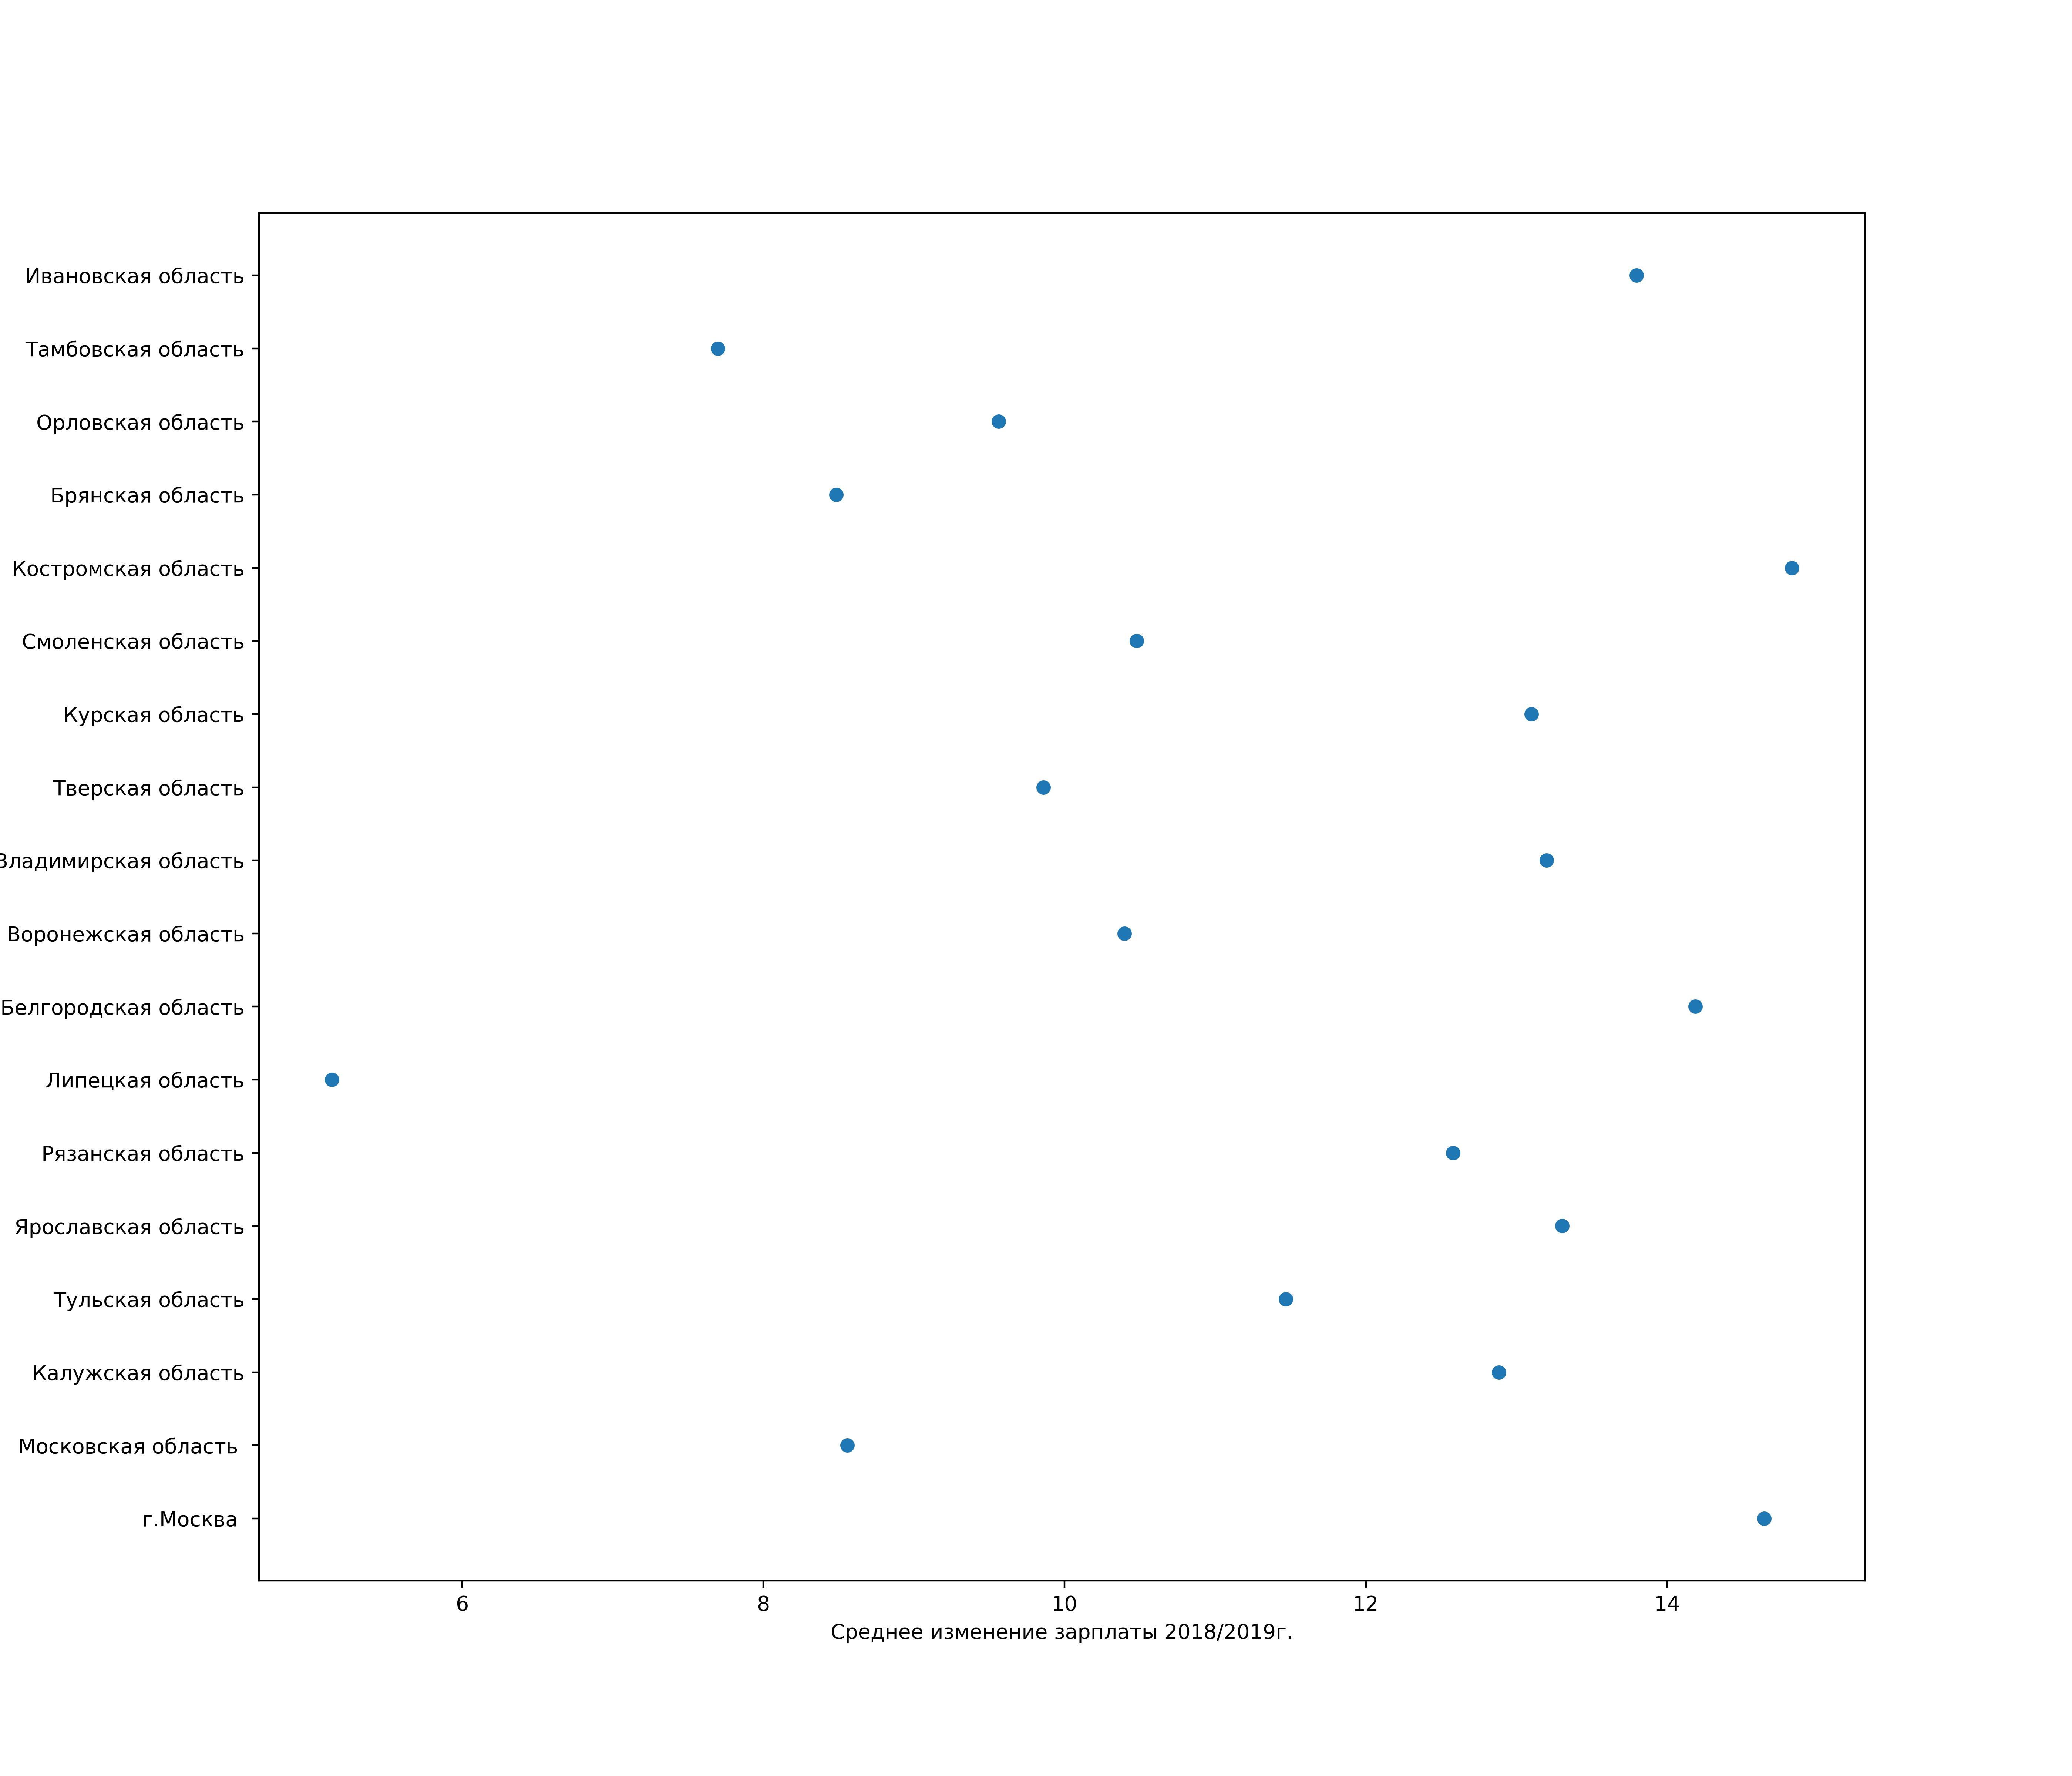 Ивановская область
Тамбовская область
Орловская область
Брянская область
Костромская область
Смоленская область
Курская область
Тверская область
Владимирская область
Воронежская область
Белгородская область
Липецкая область
Рязанская область
Ярославская область
Тульская область
Калужская область
Московская область
г.Москва
6 8 10 12 14
Среднее изменение зарплаты 2018/2019г.